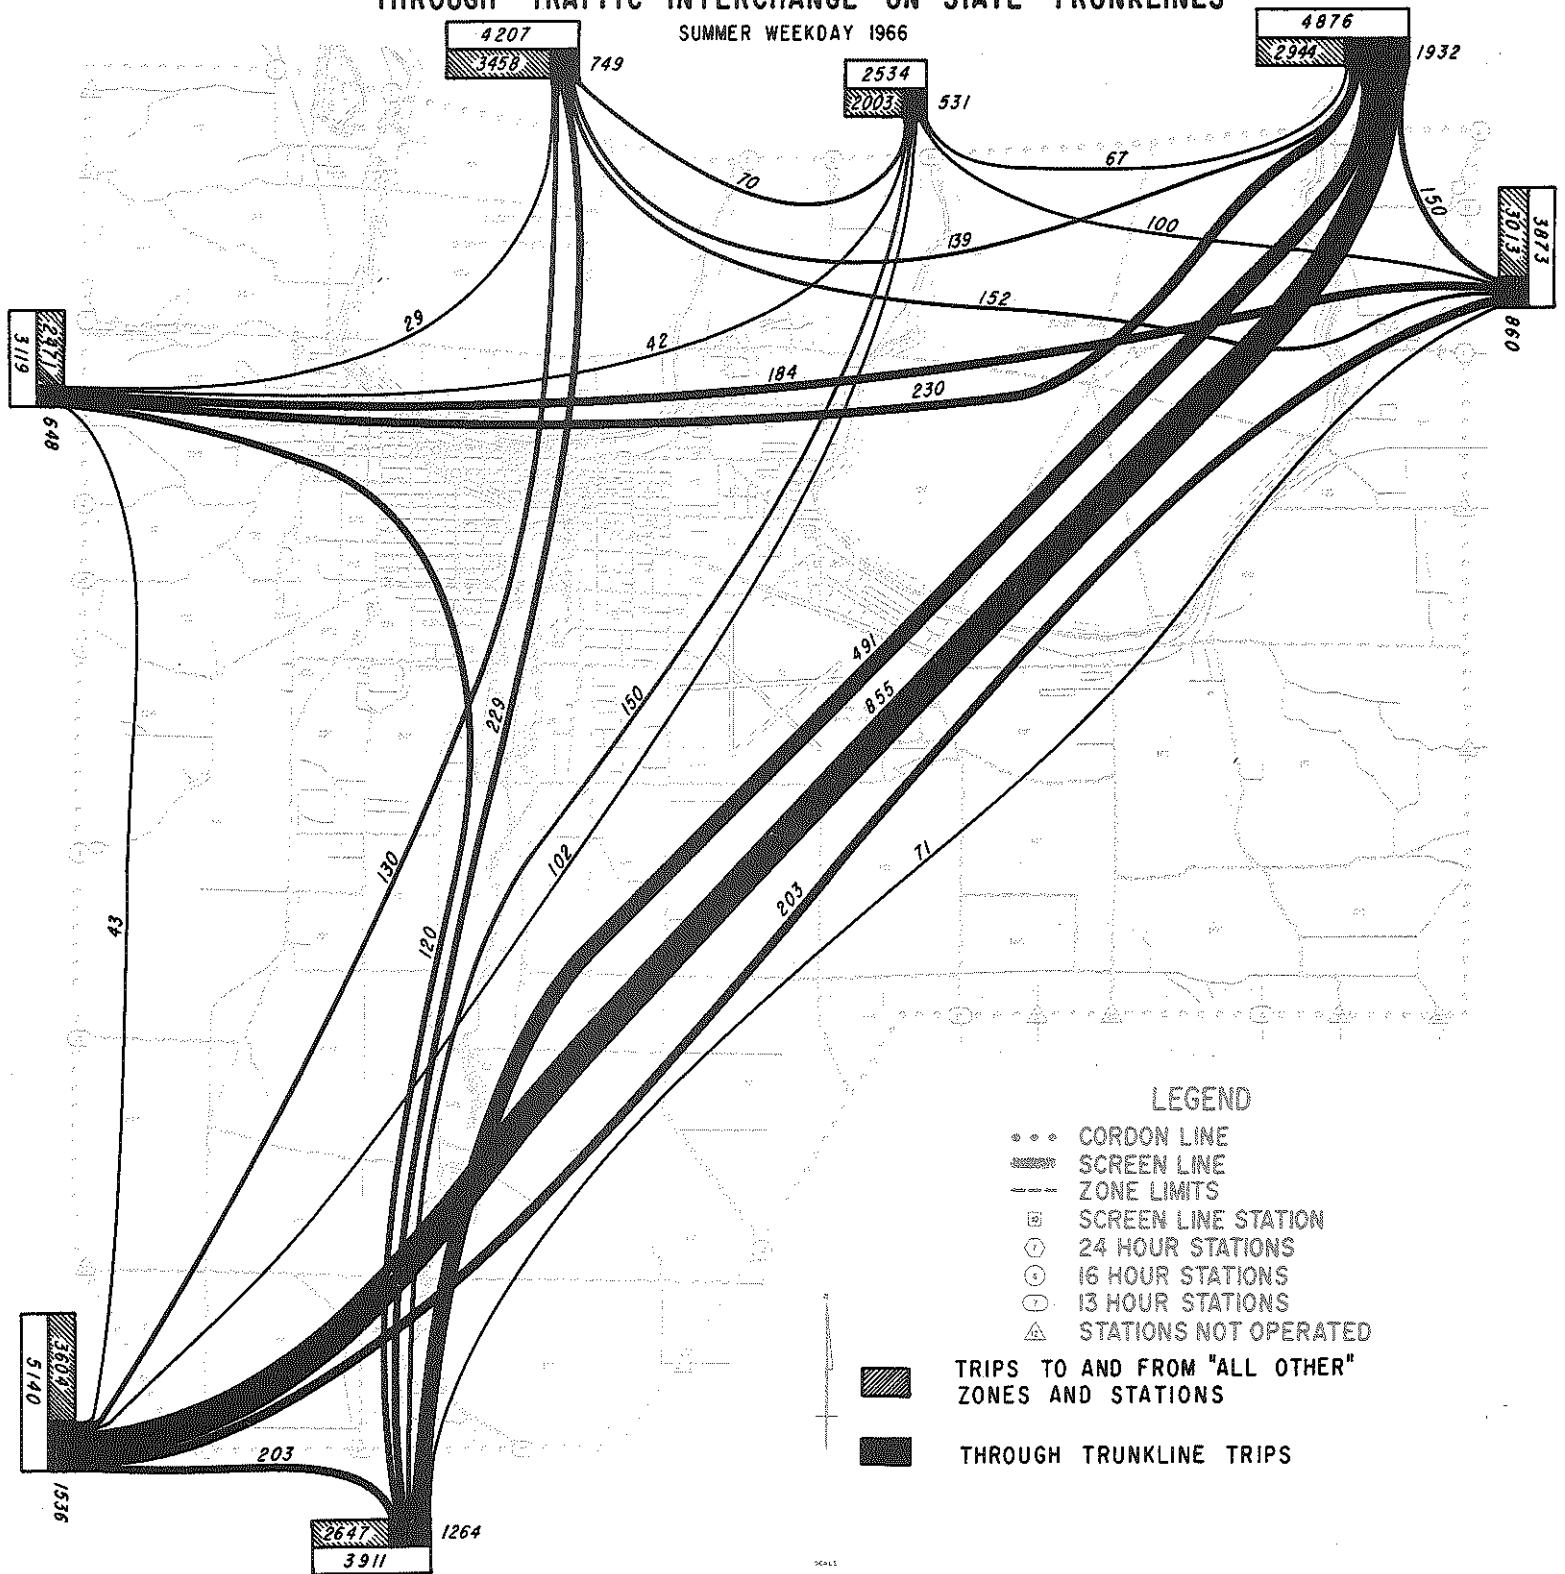 THROUGH TRAFFIC INTERCHANGE ON STATE TRUNKLINES
SUMMER WEEKDAY 1966
4207
3458
749
2534
2003
531
4876
2944
1932
67
70
150
3013
3873
139
100
152
860
29
42
3119
2471
648
184
230
491
855
150
229
102
130
71
203
120
43
LEGEND
CORDON LINE
SCREEN LINE
ZONE LIMITS
SCREEN LINE STATION
24 HOUR STATIONS
16 HOUR STATIONS
13 HOUR STATIONS
STATIONS NOT OPERATED
TRIPS TO AND FROM "ALL OTHER"
ZONES AND STATIONS
THROUGH TRUNKLINE TRIPS
3604
5140
1536
203
2647
1264
3911
SCALE